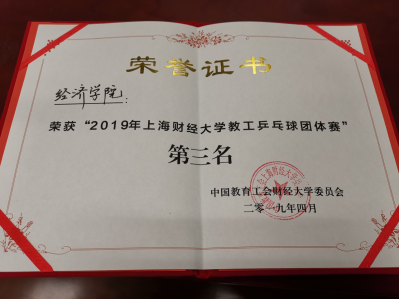 荣誉证书
经济学院：
荣获“2019年上海财经大学教工乒乓球团体赛”
第三名
中国教育工会财经大学委员会
二零一九年四月